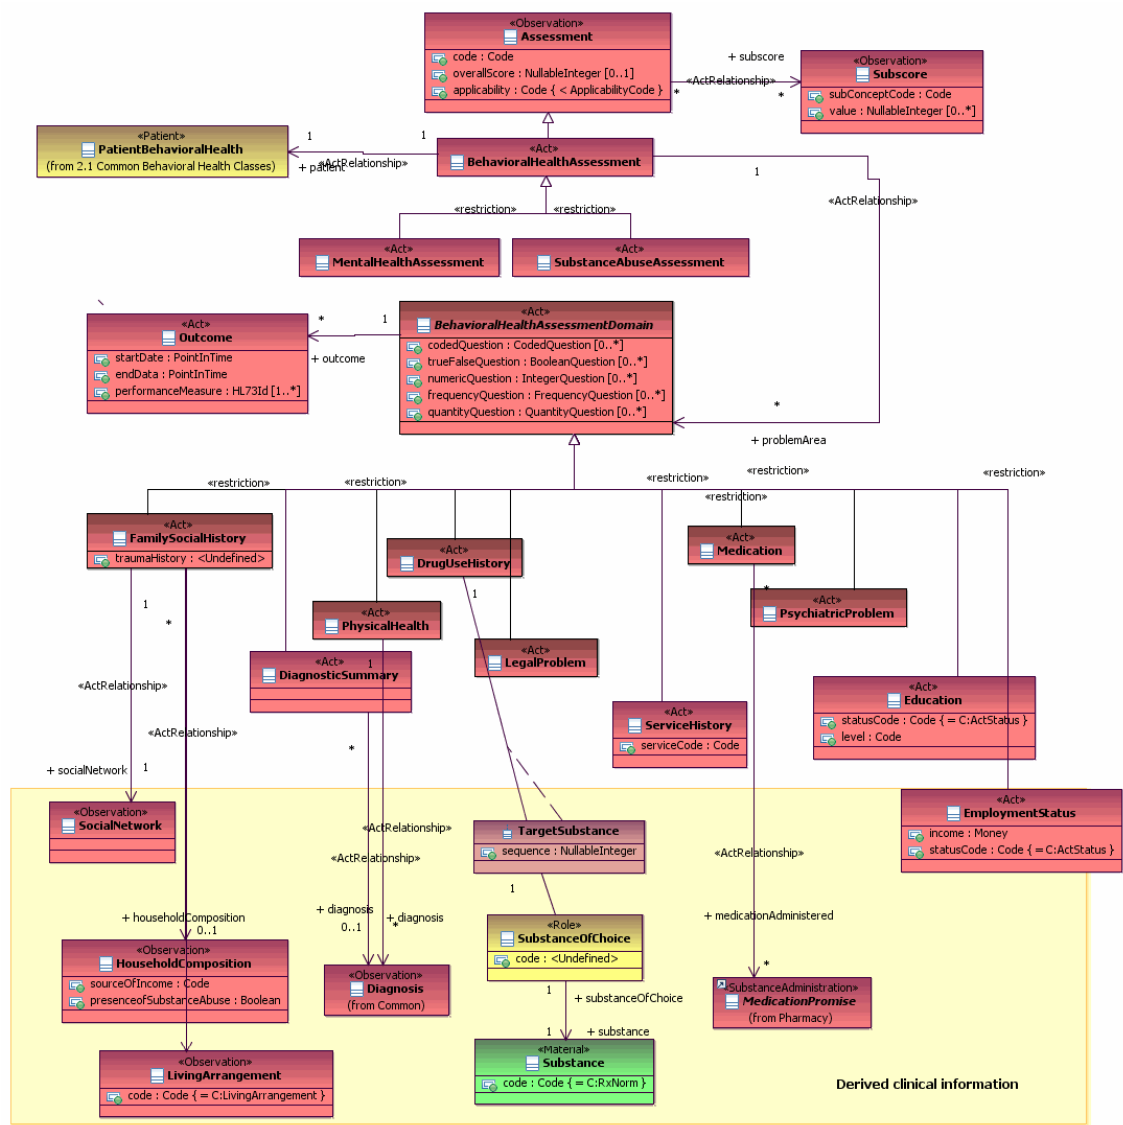 «Observation»
Assessment
code : Code
overallScore : NullableInteger [0..1]
applicability : Code { < ApplicabilityCode }
+ subscore
«ActRelationship»
*
*
«Observation»
Subscore
subConceptCode : Code
value : NullableInteger [0..*]
«Patient»
PatientBehavioralHealth
(from 2.1 Common Behavioral Health Classes)
1
1
«ActRelationship»
+ patient
«Act»
BehavioralHealthAssessment
1
«ActRelationship»
«restriction»
«restriction»
«Act»
MentalHealthAssessment
«Act»
SubstanceAbuseAssessment
«Act»
Outcome
startDate : PointInTime
endData : PointInTime
performanceMeasure : HL73Id [1..*]
*
1
+ outcome
«Act»
BehavioralHealthAssessmentDomain
codedQuestion : CodedQuestion [0..*]
trueFalseQuestion : BooleanQuestion [0..*]
numericQuestion : IntegerQuestion [0..*]
frequencyQuestion : FrequencyQuestion [0..*]
quantityQuestion : QuantityQuestion [0..*]
*
+ problemArea
«restriction»
«restriction»
«restriction»
«restriction»
«restriction»
«restriction»
«Act»
FamilySocialHistory
traumaHistory : <Undefined>
«Act»
DrugUseHistory
«Act»
Medication
«Act»
PhysicalHealth
«Act»
PsychiatricProblem
«Act»
LegalProblem
«Act»
DiagnosticSummary
«Act»
ServiceHistory
serviceCode : Code
«Act»
Education
statusCode : Code { = C:ActStatus }
level : Code
1
*
1
*
1
«ActRelationship»
«ActRelationship»
*
+ socialNetwork
1
«Observation»
SocialNetwork
«ActRelationship»
«ActRelationship»
TargetSubstance
sequence : NullableInteger
«ActRelationship»
«Act»
EmploymentStatus
income : Money
statusCode : Code { = C:ActStatus }
1
+ householdComposition
0..1
+ diagnosis
0..1
+ diagnosis
*
+ medicationAdministered
*
«Observation»
HouseholdComposition
sourceOfIncome : Code
presenceofSubstanceAbuse : Boolean
«Observation»
Diagnosis
(from Common)
«Role»
SubstanceOfChoice
code : <Undefined>
1
+ substanceOfChoice
1
+ substance
«SubstanceAdministration»
MedicationPromise
(from Pharmacy)
«Observation»
LivingArrangement
code : Code { = C:LivingArrangement }
«Material»
Substance
code : Code { = C:RxNorm }
Derived clinical information